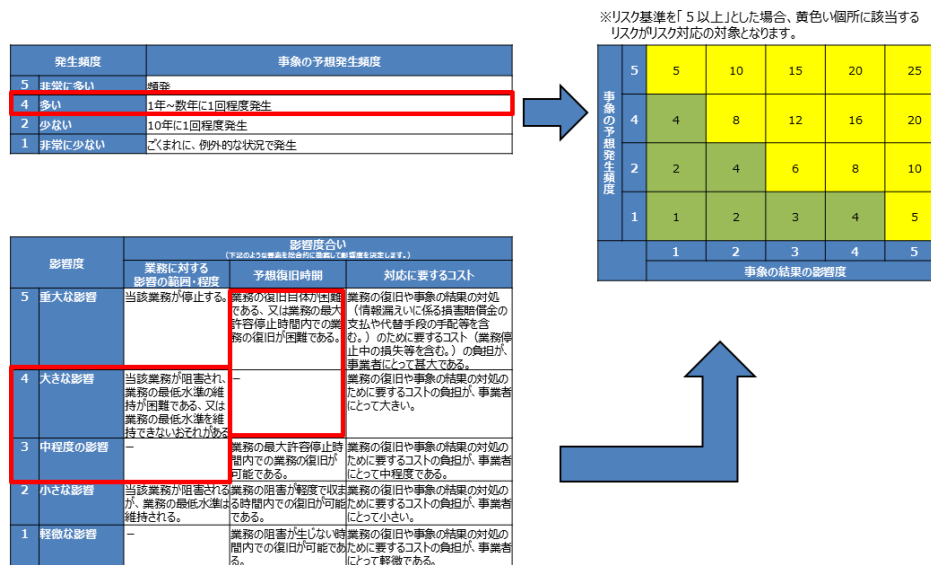 ※リスク基準を「５以上」とした場合、黄色い個所に該当する
リスクがリスク対応の対象となります。
発生頻度 事象の予想発生頻度
5 非常に多い 頻発
4 多い 1年~数年に1回程度発生
2 少ない 10年に1回程度発生
1 非常に少ない ごくまれに、例外的な状況で発生
事象の予想発生頻度
5 5 10 15 20 25
4 4 8 12 16 20
2 2 4 6 8 10
1 1 2 3 4 5
1 2 3 4 5
事象の結果の影響度
影響度
影響度合い
(下記のような要素を総合的に勘案して影響度を決定します。)
業務に対する
影響の範囲・程度
予想復旧時間
対応に要するコスト
5 重大な影響
当該業務が停止する。
業務の復旧自体が困難
である、又は業務の最大
許容停止時間内での業
務の復旧が困難である。
業務の復旧や事象の結果の対処
（情報漏えいに係る損害賠償金の
支払や代替手段の手配等を含
む。）のために要するコスト（業務停
止中の損失等を含む。）の負担が、
事業者にとって甚大である。
4 大きな影響
当該業務が阻害され、
業務の最低水準の維
持が困難である、又は
業務の最低水準を維
持できないおそれがある
－
業務の復旧や事象の結果の対処の
ために要するコストの負担が、事業者
にとって大きい。
3 中程度の影響
－
業務の最大許容停止時
間内での業務の復旧が
可能である。
業務の復旧や事象の結果の対処の
ために要するコストの負担が、事業者
にとって中程度である。
2 小さな影響
当該業務が阻害される
が、業務の最低水準は
維持される。
業務の阻害が軽度で収ま
る時間内での復旧が可能
である。
業務の復旧や事象の結果の対処の
ために要するコストの負担が、事業者
にとって小さい。
1 軽微な影響
－
業務の阻害が生じない時
間内での復旧が可能であ
る。
業務の復旧や事象の結果の対処の
ために要するコストの負担が、事業者
にとって軽微である。